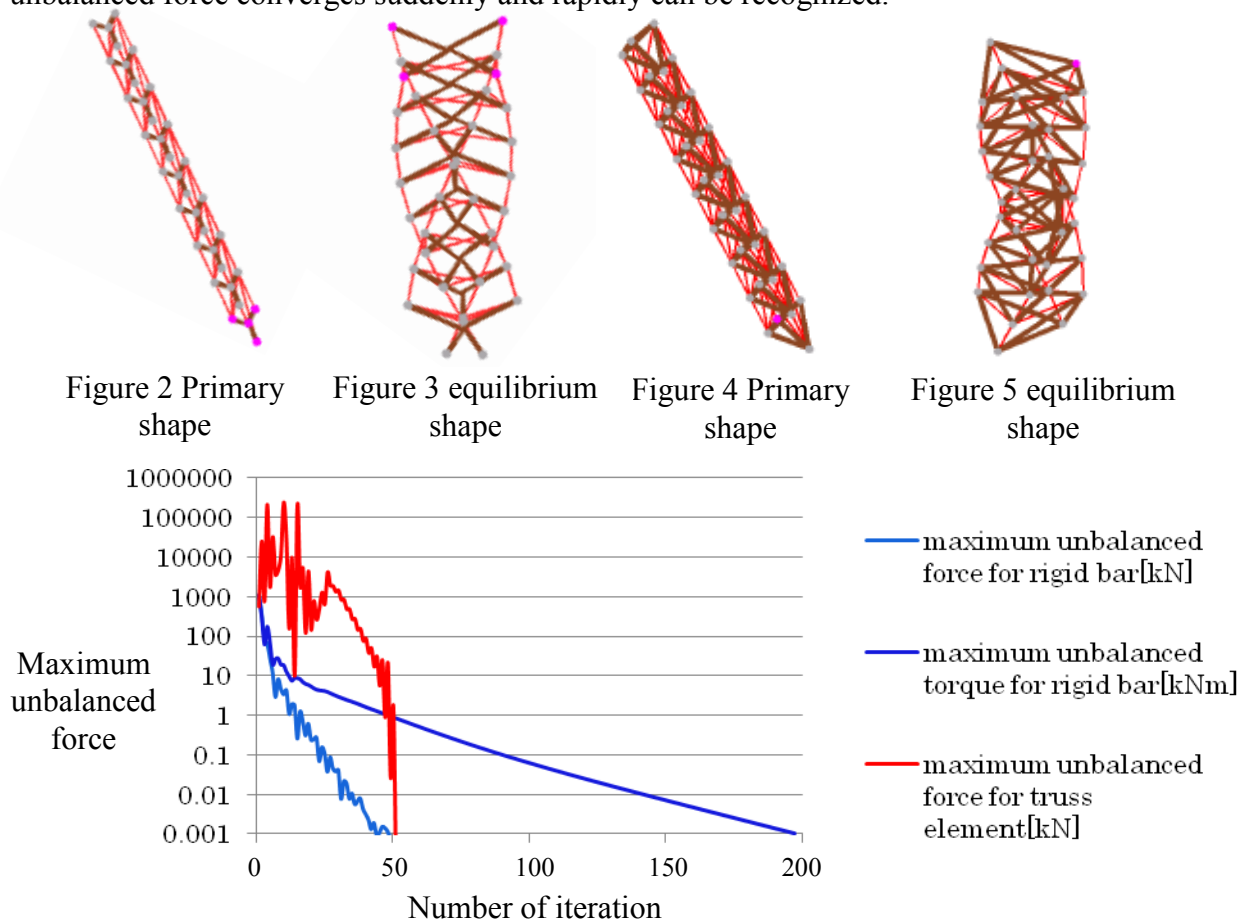 unbalanced force converges suddenly and rapidly can be recognized.
Figure 2 Primary
shape
Figure 3 equilibrium
shape
Figure 4 Primary
shape
Figure 5 equilibrium
shape
1000000
100000
10000
1000
100
10
1
0.1
0.01
0.001
Maximum
unbalanced
force
0
50
100
150
200
Number of iteration
maximum unbalanced
force for rigid bar[kN]
maximum unbalanced
torque for rigid bar[kNm]
maximum unbalanced
force for truss
element[kN]